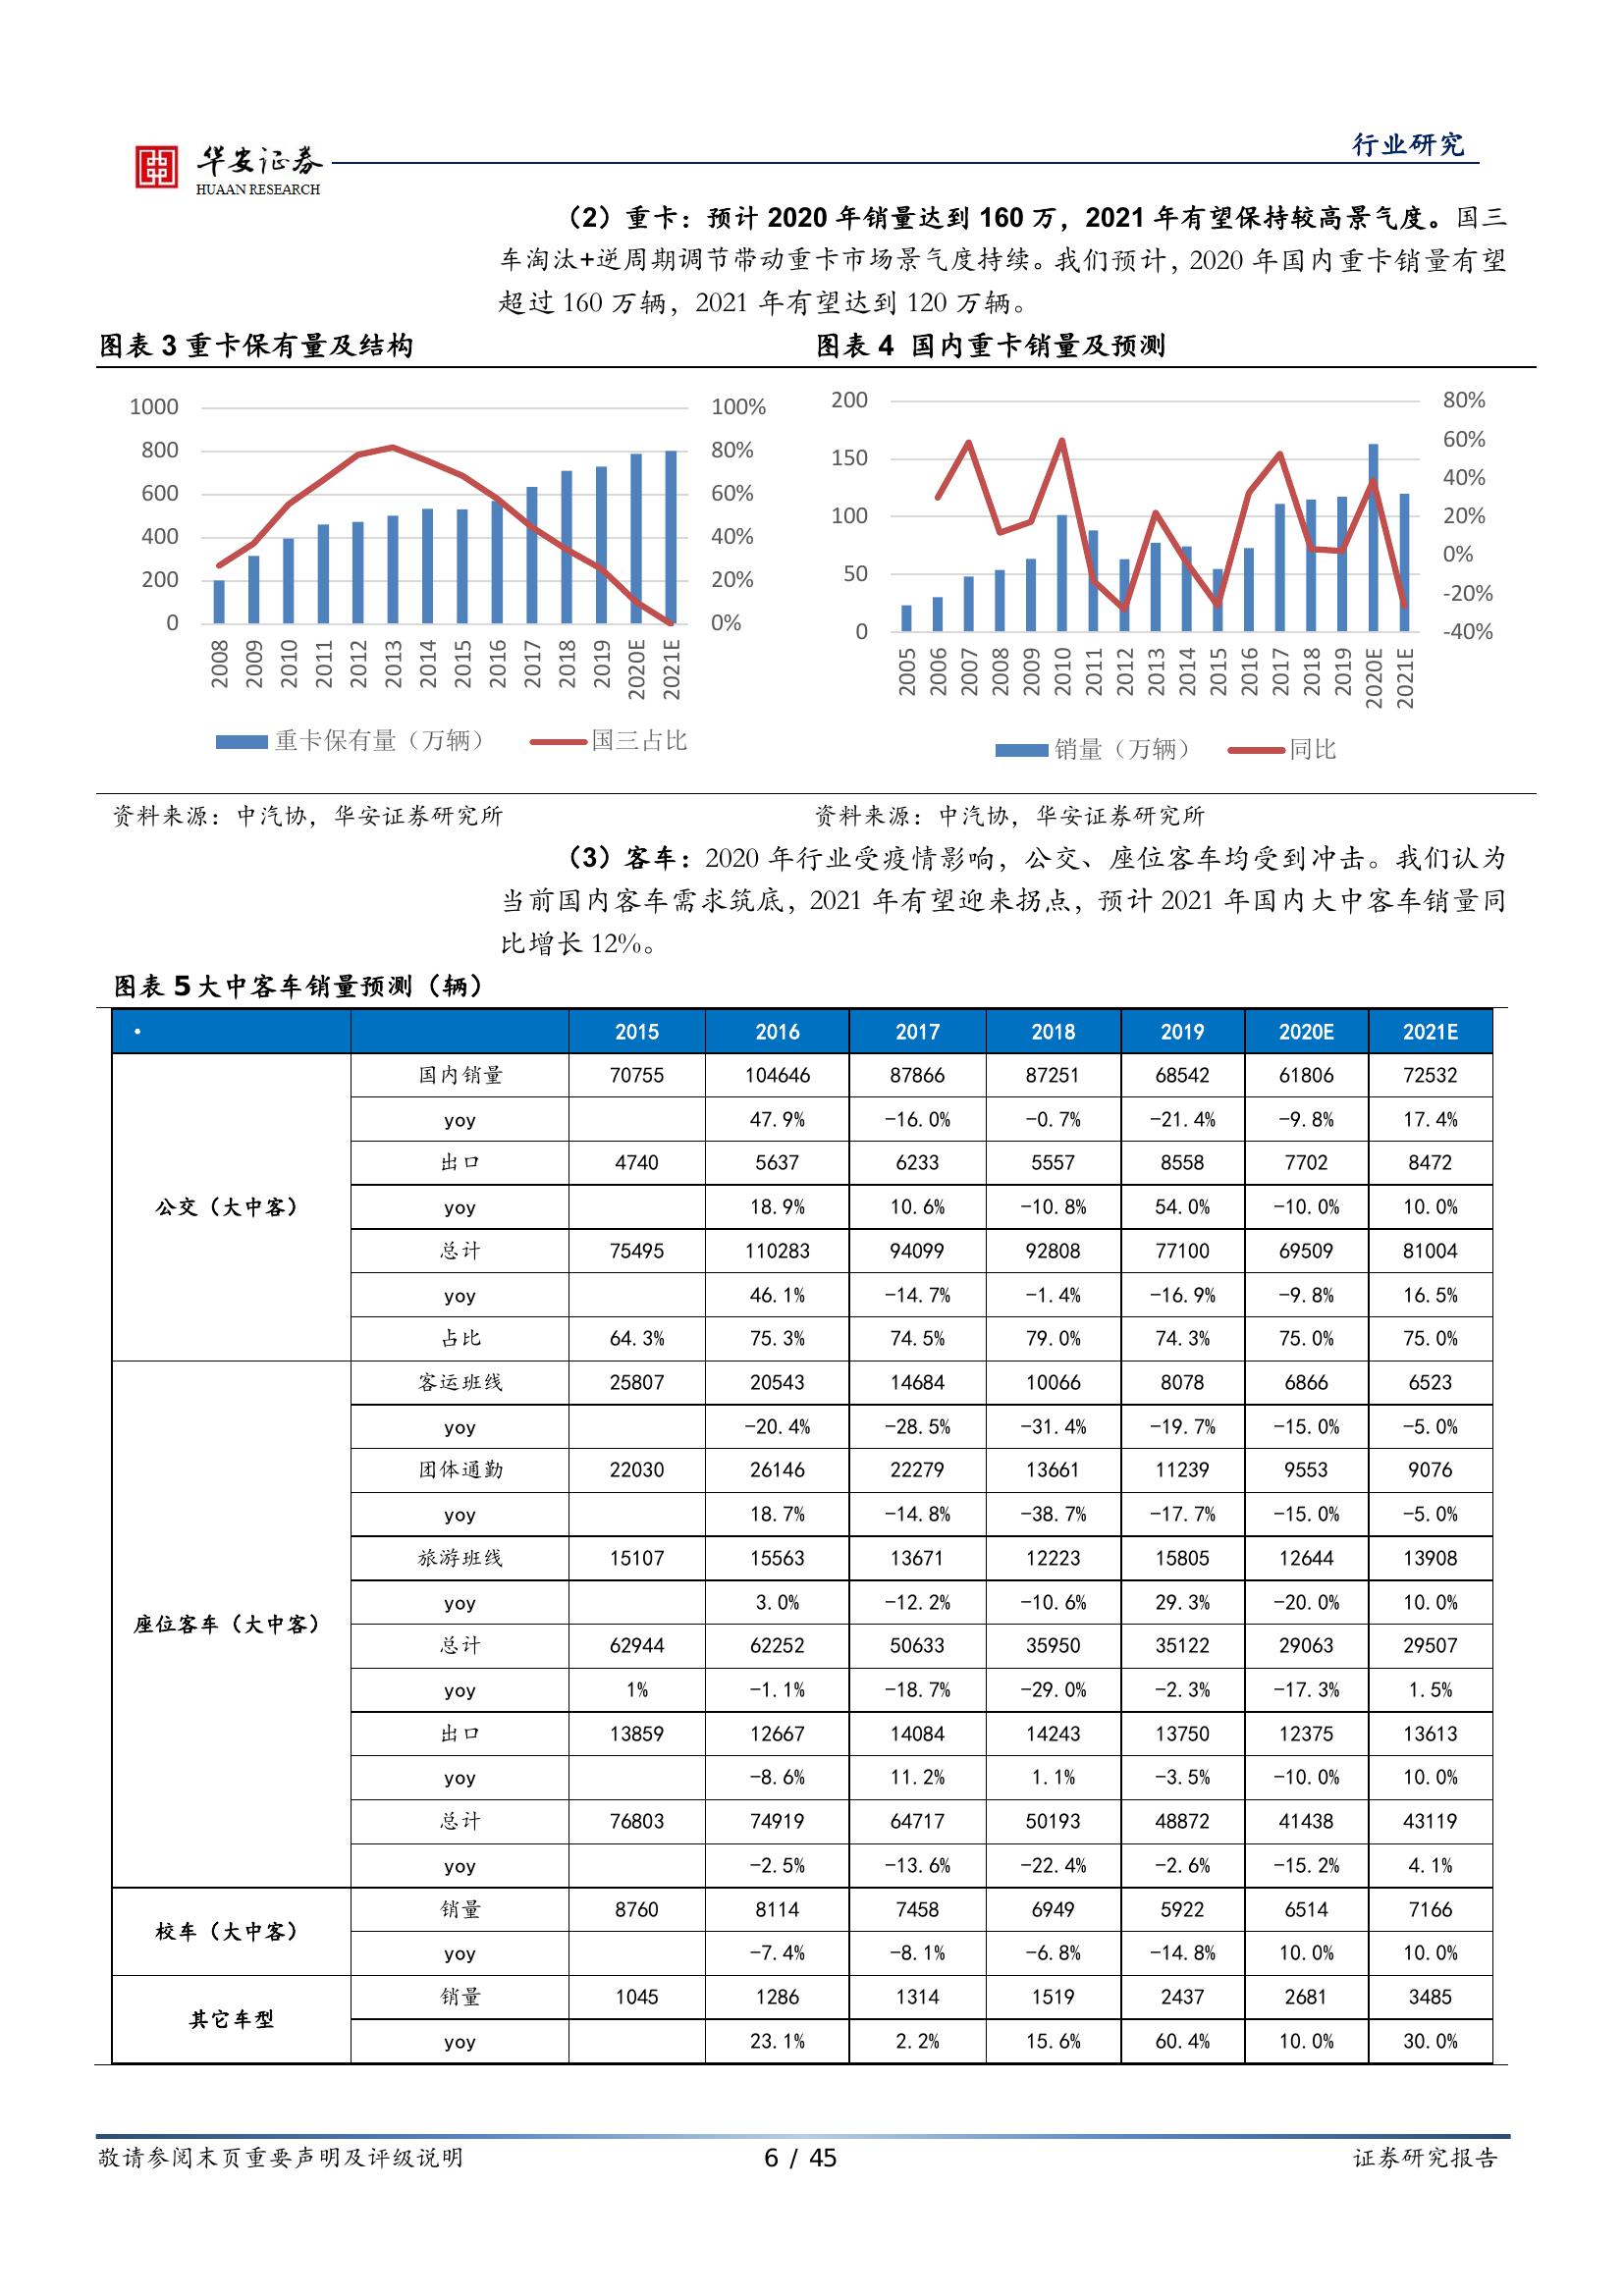 华安证券
HUAAN RESEARCH
行业研究
（2）重卡：预计 2020 年销量达到 160 万，2021 年有望保持较高景气度。国三
车淘汰+逆周期调节带动重卡市场景气度持续。我们预计，2020 年国内重卡销量有望
超过 160 万辆，2021 年有望达到 120 万辆。
图表 3 重卡保有量及结构
1000
800
600
400
200
0
100%
80%
60%
40%
20%
0%
2008 2009 2010 2011 2012 2013 2014 2015 2016 2017 2018 2019 2020E 2021E
重卡保有量（万辆） 国三占比
资料来源：中汽协，华安证券研究所
图表 4 国内重卡销量及预测
200
150
100
50
0
80%
60%
40%
20%
0%
-20%
-40%
2005 2006 2007 2008 2009 2010 2011 2012 2013 2014 2015 2016 2017 2018 2019 2020E 2021E
销量（万辆） 同比
资料来源：中汽协，华安证券研究所
（3）客车：2020 年行业受疫情影响，公交、座位客车均受到冲击。我们认为
当前国内客车需求筑底，2021 年有望迎来拐点，预计 2021 年国内大中客车销量同
比增长 12%。
图表 5 大中客车销量预测（辆）
• 2015 2016 2017 2018 2019 2020E 2021E
公交（大中客）
国内销量 70755 104646 87866 87251 68542 61806 72532
yoy 47.9% -16.0% -0.7% -21.4% -9.8% 17.4%
出口 4740 5637 6233 5557 8558 7702 8472
yoy 18.9% 10.6% -10.8% 54.0% -10.0% 10.0%
总计 75495 110283 94099 92808 77100 69509 81004
yoy 46.1% -14.7% -1.4% -16.9% -9.8% 16.5%
占比 64.3% 75.3% 74.5% 79.0% 74.3% 75.0% 75.0%
座位客车（大中客）
客运班线 25807 20543 14684 10066 8078 6866 6523
yoy -20.4% -28.5% -31.4% -19.7% -15.0% -5.0%
团体通勤 22030 26146 22279 13661 11239 9553 9076
yoy 18.7% -14.8% -38.7% -17.7% -15.0% -5.0%
旅游班线 15107 15563 13671 12223 15805 12644 13908
yoy 3.0% -12.2% -10.6% 29.3% -20.0% 10.0%
总计 62944 62252 50633 35950 35122 29063 29507
yoy 1% -1.1% -18.7% -29.0% -2.3% -17.3% 1.5%
出口 13859 12667 14084 14243 13750 12375 13613
yoy -8.6% 11.2% 1.1% -3.5% -10.0% 10.0%
总计 76803 74919 64717 50193 48872 41438 43119
yoy -2.5% -13.6% -22.4% -2.6% -15.2% 4.1%
校车（大中客）
销量 8760 8114 7458 6949 5922 6514 7166
yoy -7.4% -8.1% -6.8% -14.8% 10.0% 10.0%
其它车型
销量 1045 1286 1314 1519 2437 2681 3485
yoy 23.1% 2.2% 15.6% 60.4% 10.0% 30.0%
敬请参阅末页重要声明及评级说明
6 / 45
证券研究报告